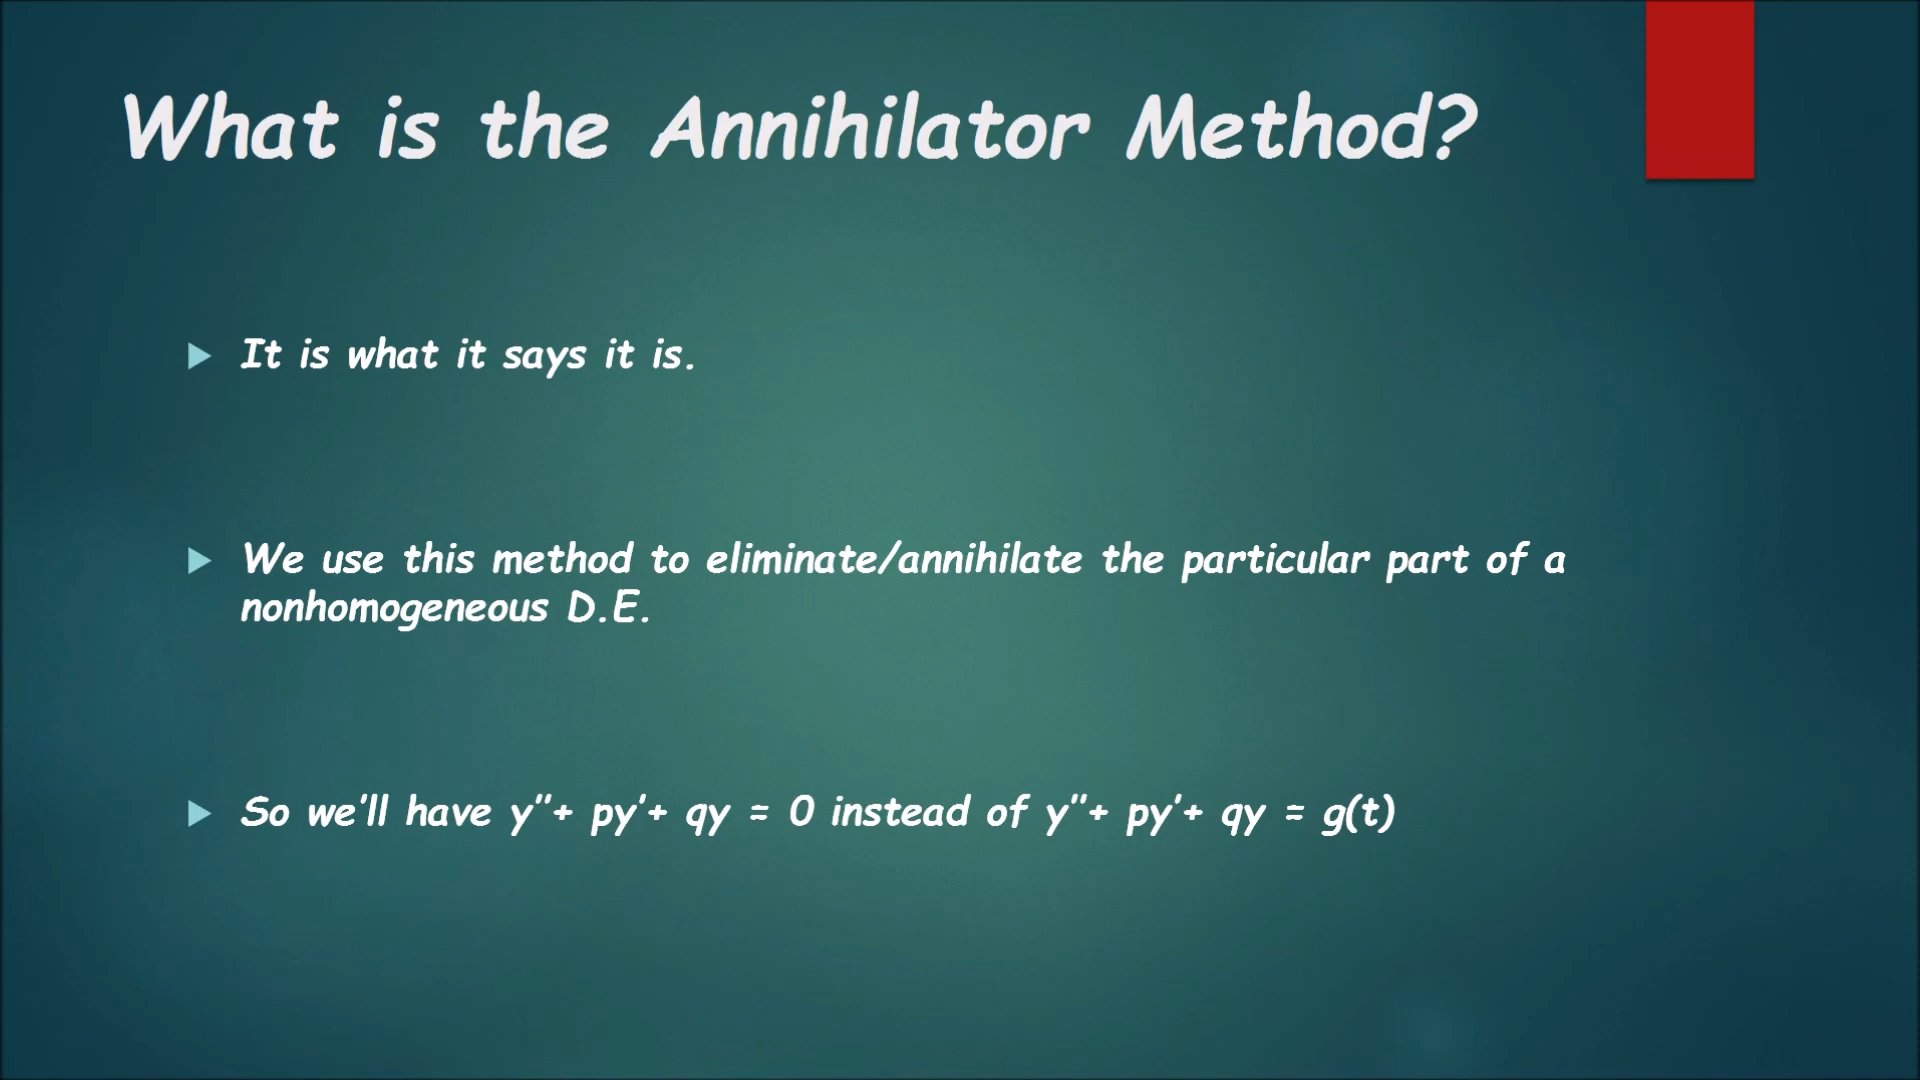 What is the Annihilator Method?
It is what it says it is.
We use this method to eliminate/annihilate the particular part of a
nonhomogeneous D.E.
So we'll have y"+ py'+ qy = 0 instead of y"+ py'+ qy = g(t)